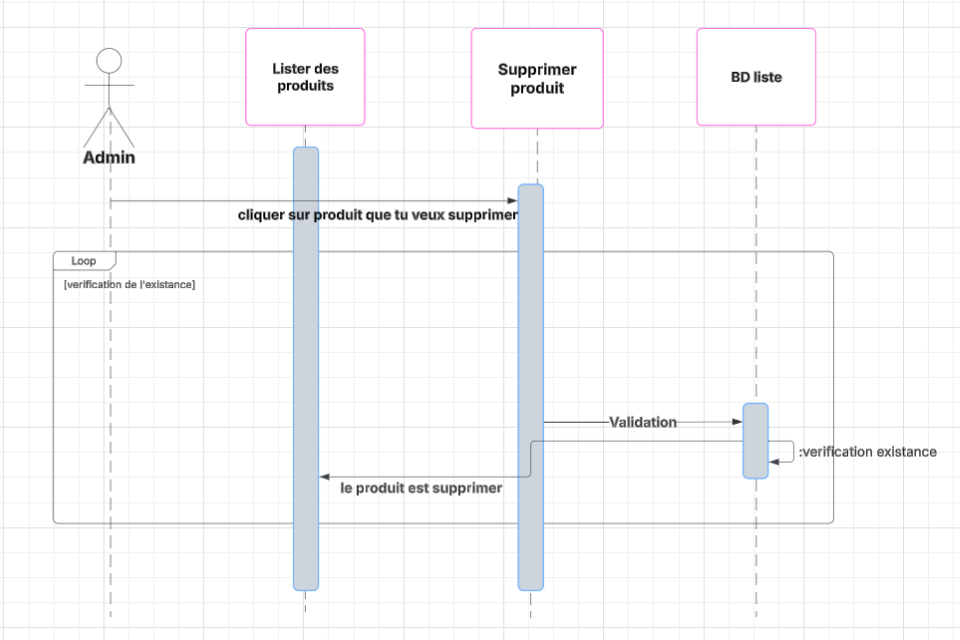 Lister des
produits
Supprimer
produit
BD liste
Admin
cliquer sur produit que tu veux supprimer
Loop
[verification de l'existance]
Validation
:verification existance
le produit est supprimer